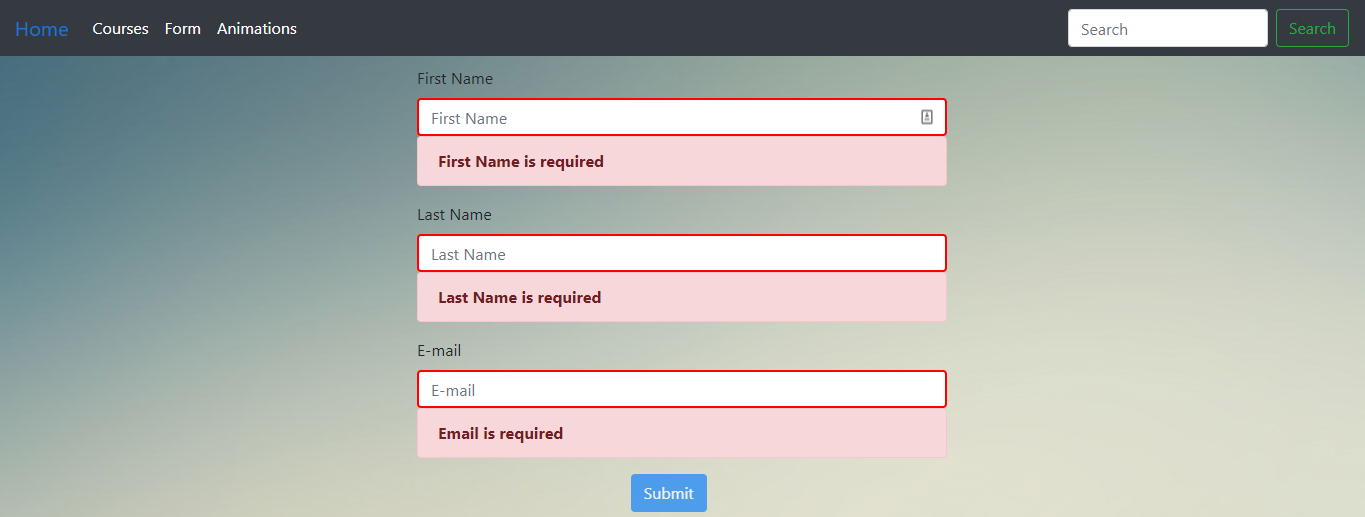 Home Courses Form Animations Search Search
First Name
First Name
First Name is required
Last Name
Last Name
Last Name is required
E-mail
E-mail
Email is required
Submit